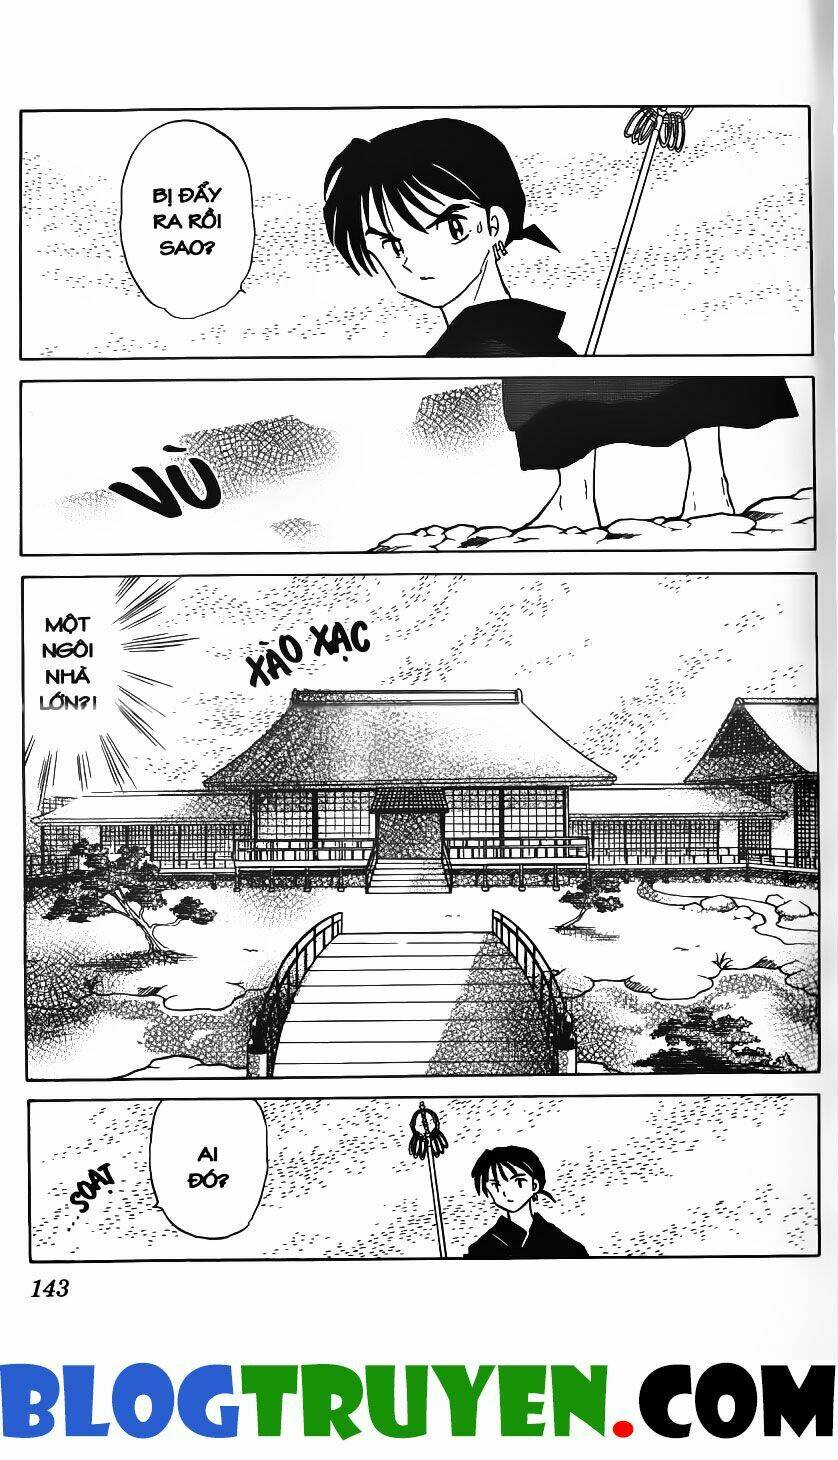 BỊ ĐẨY
RA RỒI
SAO?
VÙ
MỘT
NGÔI
NHÀ
LỚN?!
XÀO XẠC
AI
ĐÓ?
...SOẠT
143
BLOGTRUYEN.COM